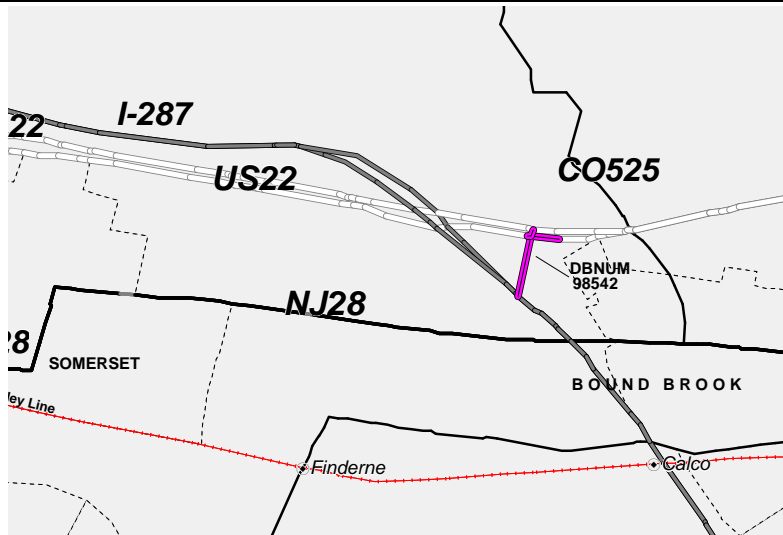 I-287
22
CO525
US22
DBNUM
98542
NJ28
28
SOMERSET
BOUND BROOK
ley Line
Finderne
Calco